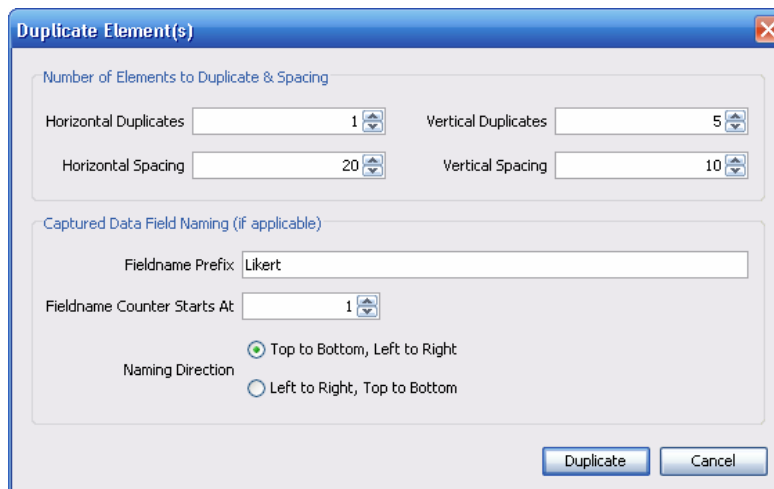 Duplicate Element(s)
Number of Elements to Duplicate & Spacing
Horizontal Duplicates 1 Vertical Duplicates 5
Horizontal Spacing 20 Vertical Spacing 10
Captured Data Field Naming (if applicable)
Fieldname Prefix Likert
Fieldname Counter Starts At 1
Top to Bottom, Left to Right
Naming Direction
Left to Right, Top to Bottom
Duplicate Cancel